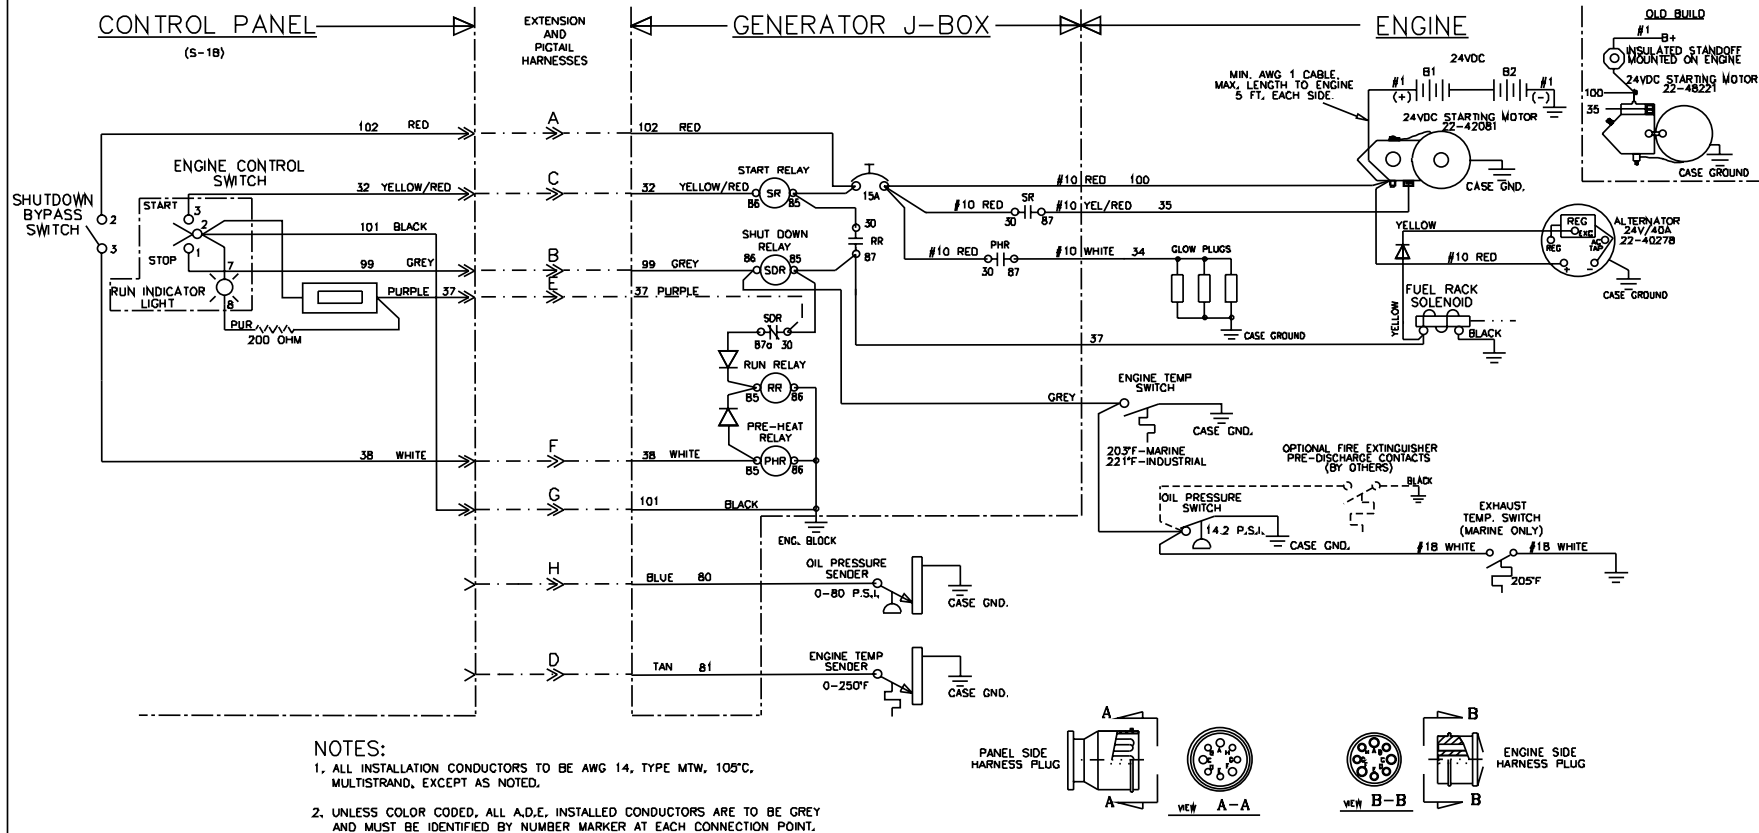 CONTROL PANEL
(S-1B)
EXTENSION
AND
PIGTAIL
HARNESSES
GENERATOR J-BOX
ENGINE
OLD BUILD
#1
B+
INSULATED STANDOFF
MOUNTED ON ENGINE
24VDC STARTING MOTOR
22-48221
100
35
CASE GROUND
24VDC
#1
B1
B2
#1
(+)
(-)
MIN. AWG 1 CABLE.
MAX. LENGTH TO ENGINE
5 FT. EACH SIDE.
24VDC STARTING MOTOR
22-42081
CASE GND.
102 RED
A
102 RED
ENGINE CONTROL
SWITCH
SHUTDOWN
BYPASS
SWITCH
2
3
START
3
2
STOP
1
7
8
RUN INDICATOR
LIGHT
32 YELLOW/RED
C
32 YELLOW/RED
START RELAY
SR
86 85
15A
#10 RED 100
#10 RED
SR
30 87
#10 YEL/RED 35
101 BLACK
30
RR
87
SHUT DOWN
RELAY
86 85
SDR
99 GREY
B
99 GREY
#10 RED
PHR
30 87
#10 WHITE 34
GLOW PLUGS
CASE GROUND
YELLOW
REG
EXC
REG
AC
TAP
+ -
ALTERNATOR
24V/40A
22-40278
#10 RED
CASE GROUND
PURPLE 37
E
37 PURPLE
PUR
200 OHM
SDR
87a 30
FUEL RACK
SOLENOID
YELLOW
BLACK
37
RUN RELAY
RR
85 86
GREY
ENGINE TEMP
SWITCH
CASE GND.
203°F-MARINE
221°F-INDUSTRIAL
PRE-HEAT
RELAY
PHR
85 86
38 WHITE
F
38 WHITE
OPTIONAL FIRE EXTINGUISHER
PRE-DISCHARGE CONTACTS
(BY OTHERS)
BLACK
G
101
BLACK
ENG. BLOCK
OIL PRESSURE
SWITCH
14.2 P.S.I.
CASE GND.
EXHAUST
TEMP. SWITCH
(MARINE ONLY)
#18 WHITE
#18 WHITE
205°F
H
BLUE 80
OIL PRESSURE
SENDER
0-80 P.S.I.
CASE GND.
D
TAN 81
ENGINE TEMP
SENDER
0-250°F
CASE GND.
NOTES:
1. ALL INSTALLATION CONDUCTORS TO BE AWG 14, TYPE MTW, 105°C,
MULTISTRAND, EXCEPT AS NOTED.
2. UNLESS COLOR CODED, ALL A.D.E. INSTALLED CONDUCTORS ARE TO BE GREY
AND MUST BE IDENTIFIED BY NUMBER MARKER AT EACH CONNECTION POINT.
PANEL SIDE
HARNESS PLUG
A
A
VIEW A-A
VIEW B-B
B
B
ENGINE SIDE
HARNESS PLUG